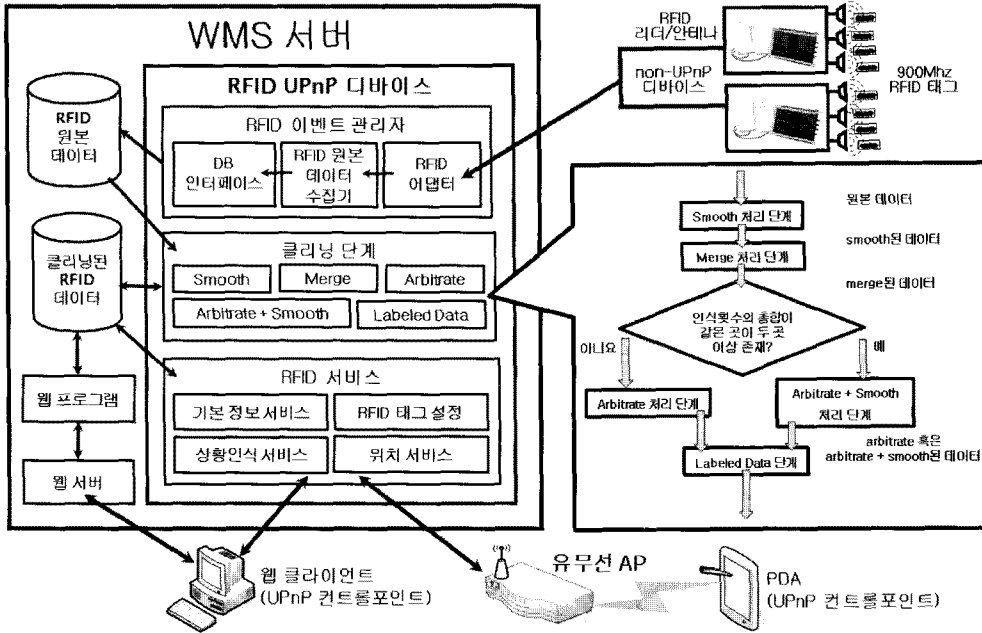 WMS 서버
RFID UPnP 디바이스
RFID 이벤트 관리자
DB
인터페이스
RFID 원본
데이터
수집기
RFID
어댑터
RFID
원본
데이터
클리닝된
RFID
데이터
클리닝 단계
Smooth
Merge
Arbitrate
Arbitrate + Smooth
Labeled Data
RFID 서비스
기본 정보 서비스
RFID 태그 설정
상황인식 서비스
위치 서비스
웹 프로그램
웹 서버
웹 클라이언트
(UPnP 컨트롤포인트)
유무선 AP
PDA
(UPnP 컨트롤포인트)
RFID
리더/안테나
non-UPnP
디바이스
900Mhz
RFID 태그
원본 데이터
Smooth 처리 단계
smooth된 데이터
Merge 처리 단계
merge된 데이터
인식횟수의 총합이
같은 곳이 두 곳
이상 존재?
아니요
예
Arbitrate 처리 단계
Arbitrate + Smooth
처리 단계
arbitrate 혹은
arbitrate + smooth된 데이터
Labeled Data 단계